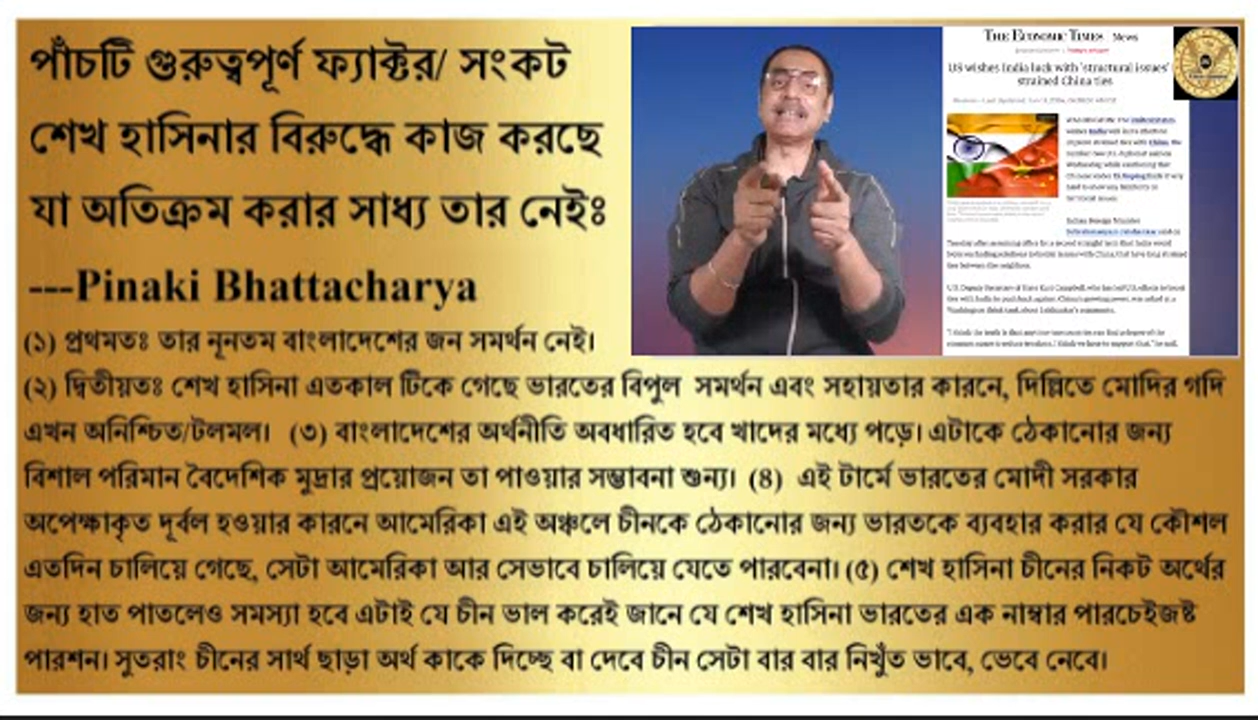 পাঁচটি গুরুত্বপূর্ণ ফ্যাক্টর/ সংকট
শেখ হাসিনার বিরুদ্ধে কাজ করছে
যা অতিক্রম করার সাধ্য তার নেইঃ
---Pinaki Bhattacharya
THE ECONOMIC TIMES News
US wishes India luck with 'structural issues'
strained China ties
(১) প্রথমতঃ তার নূনতম বাংলাদেশের জন সমর্থন নেই।
(২) দ্বিতীয়তঃ শেখ হাসিনা এতকাল টিকে গেছে ভারতের বিপুল সমর্থন এবং সহায়তার কারনে, দিল্লিতে মোদির গদি
এখন অনিশ্চিত/টলমল। (৩) বাংলাদেশের অর্থনীতি অবধারিত হবে খাদের মধ্যে পড়ে। এটাকে ঠেকানোর জন্য
বিশাল পরিমান বৈদেশিক মুদ্রার প্রয়োজন তা পাওয়ার সম্ভাবনা শুন্য। (৪) এই টার্মে ভারতের মোদী সরকার
অপেক্ষাকৃত দূর্বল হওয়ার কারনে আমেরিকা এই অঞ্চলে চীনকে ঠেকানোর জন্য ভারতকে ব্যবহার করার যে কৌশল
এতদিন চালিয়ে গেছে, সেটা আমেরিকা আর সেভাবে চালিয়ে যেতে পারবেনা। (৫) শেখ হাসিনা চীনের নিকট অর্থের
জন্য হাত পাতলেও সমস্যা হবে এটাই যে চীন ভাল করেই জানে যে শেখ হাসিনা ভারতের এক নাম্বার পারচেইজষ্ট
পারশন। সুতরাং চীনের সার্থ ছাড়া অর্থ কাকে দিচ্ছে বা দেবে চীন সেটা বার বার নিখুঁত ভাবে, ভেবে নেবে।